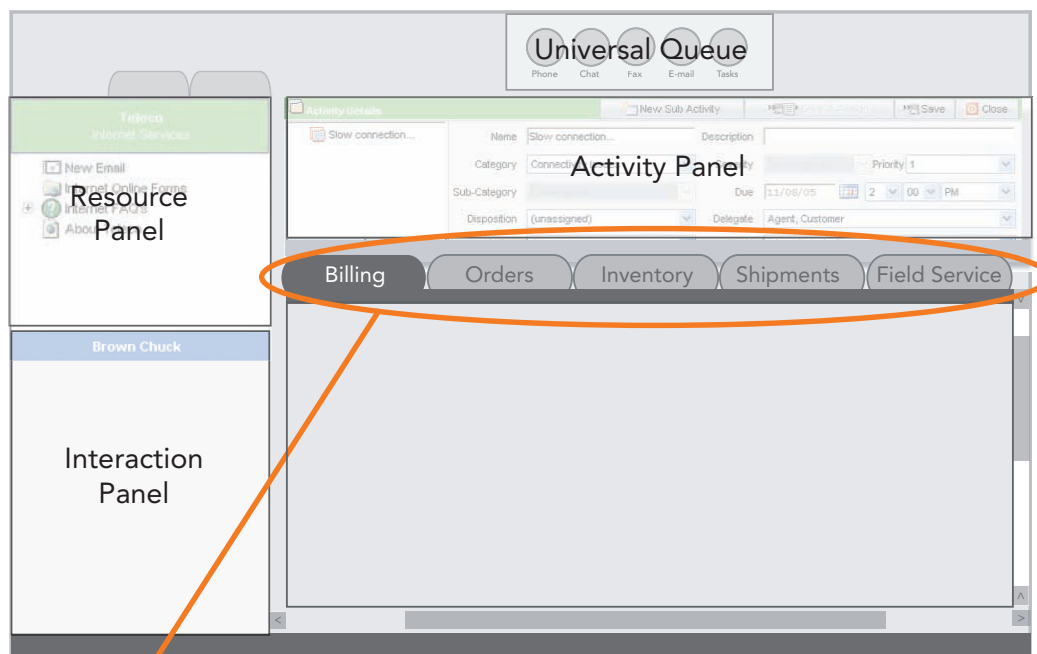 Universal Queue
Phone Chat Fax E-mail Tasks
Teleco
Internet Services
New Email
Internet Online Forms
Internet FAQ's
Resource
Panel
Activity Details New Sub Activity Save Close
Slow connection...
Name Slow connection... Description
Category Priority 1
Activity Panel
Sub-Category Due 11/08/05 2 00 PM
Disposition (unassigned) Delegate Agent, Customer
Billing Orders Inventory Shipments Field Service
Brown Chuck
Interaction
Panel